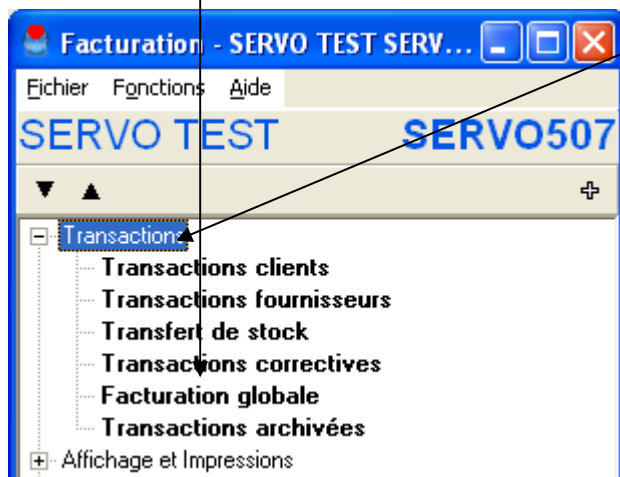 Facturation - SERVO TEST SERV...
Fichier Fonctions Aide
SERVO TEST SERVO507
Transactions
Transactions clients
Transactions fournisseurs
Transfert de stock
Transactions correctives
Facturation globale
Transactions archivées
Affichage et Impressions